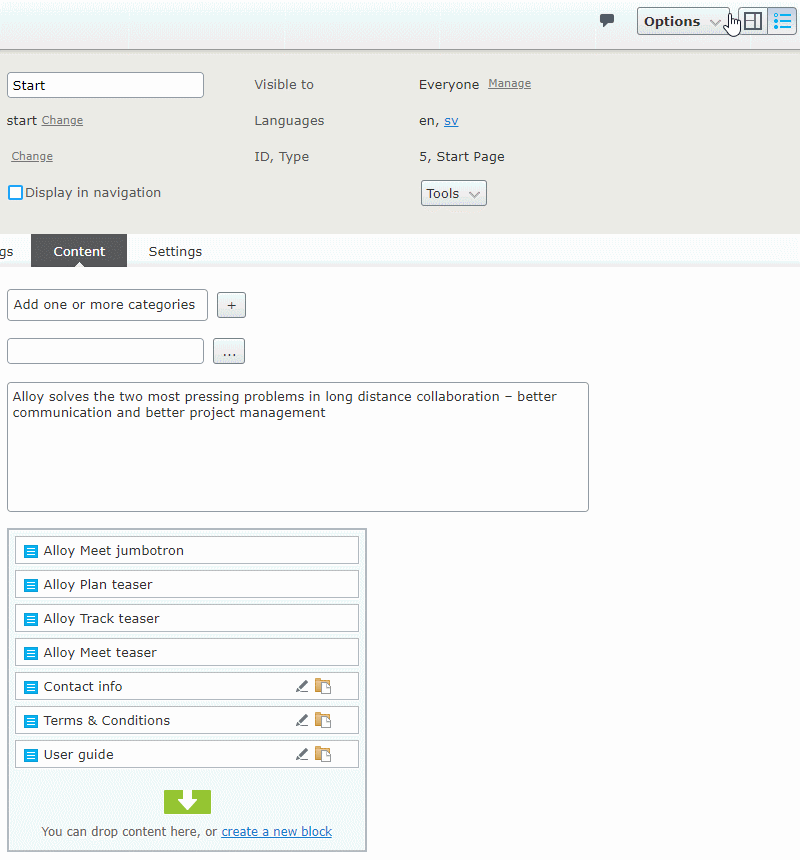 Options
Start
Visible to
Everyone Manage
start Change
Languages
en, sv
Change
ID, Type
5, Start Page
Display in navigation
Tools
gs
Content
Settings
Add one or more categories
+
...
Alloy solves the two most pressing problems in long distance collaboration – better
communication and better project management
Alloy Meet jumbotron
Alloy Plan teaser
Alloy Track teaser
Alloy Meet teaser
Contact info
Terms & Conditions
User guide
You can drop content here, or create a new block